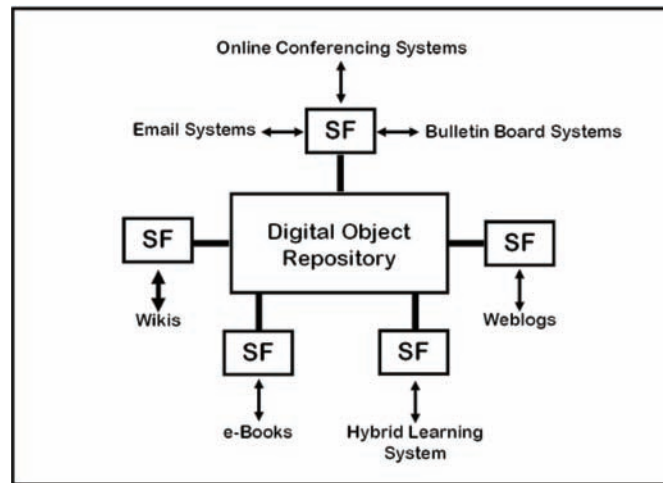 Online Conferencing Systems
Email Systems
SF
Bulletin Board Systems
SF
Digital Object
Repository
SF
Wikis
Weblogs
SF
SF
e-Books
Hybrid Learning
System